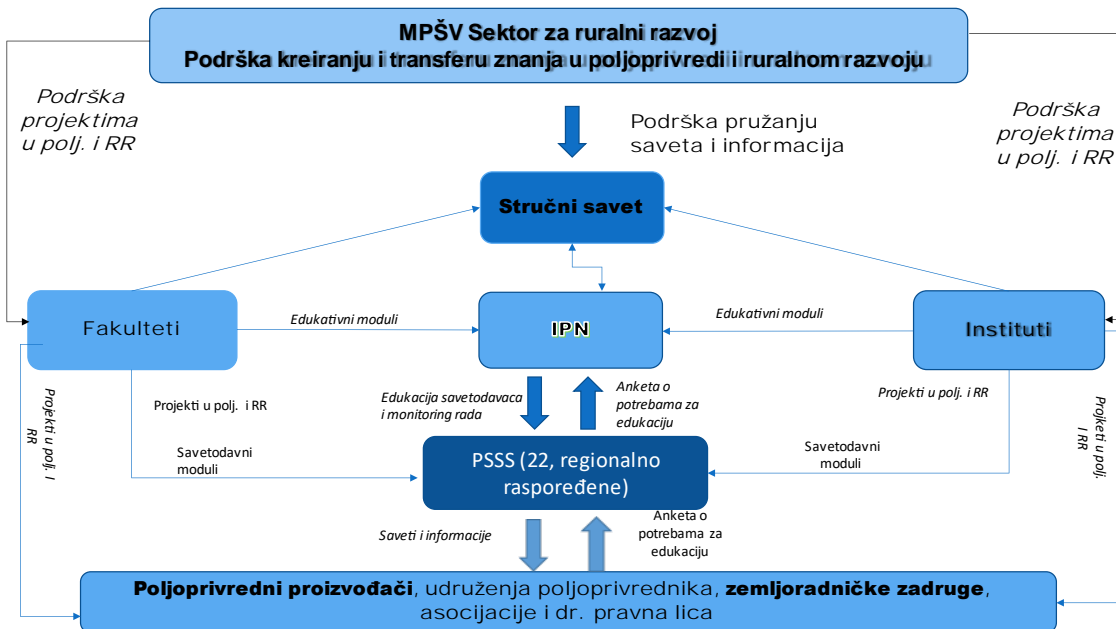 MPŠV Sektor za ruralni razvoj
Podrška kreiranju i transferu znanja u poljoprivredi i ruralnom razvoju
Podrška
projektima
u polj. i RR
Podrška pružanju
saveta i informacija
Podrška
projektima
u polj. i RR
Stručni savet
Fakulteti
Edukativni moduli
IPN
Edukativni moduli
Instituti
Projekti u polj. I
RR
Projekti u polj. i RR
Edukacija savetodavaca
i monitoring rada
Anketa o
potrebama za
edukaciju
Projekti u polj. i RR
Projketi u polj.
I RR
Savetodavni
moduli
PSSS (22, regionalno
raspoređene)
Savetodavni
moduli
Saveti i informacije
Anketa o
potrebama za
edukaciju
Poljoprivredni proizvođači, udruženja poljoprivrednika, zemljoradničke zadruge,
asocijacije i dr. pravna lica